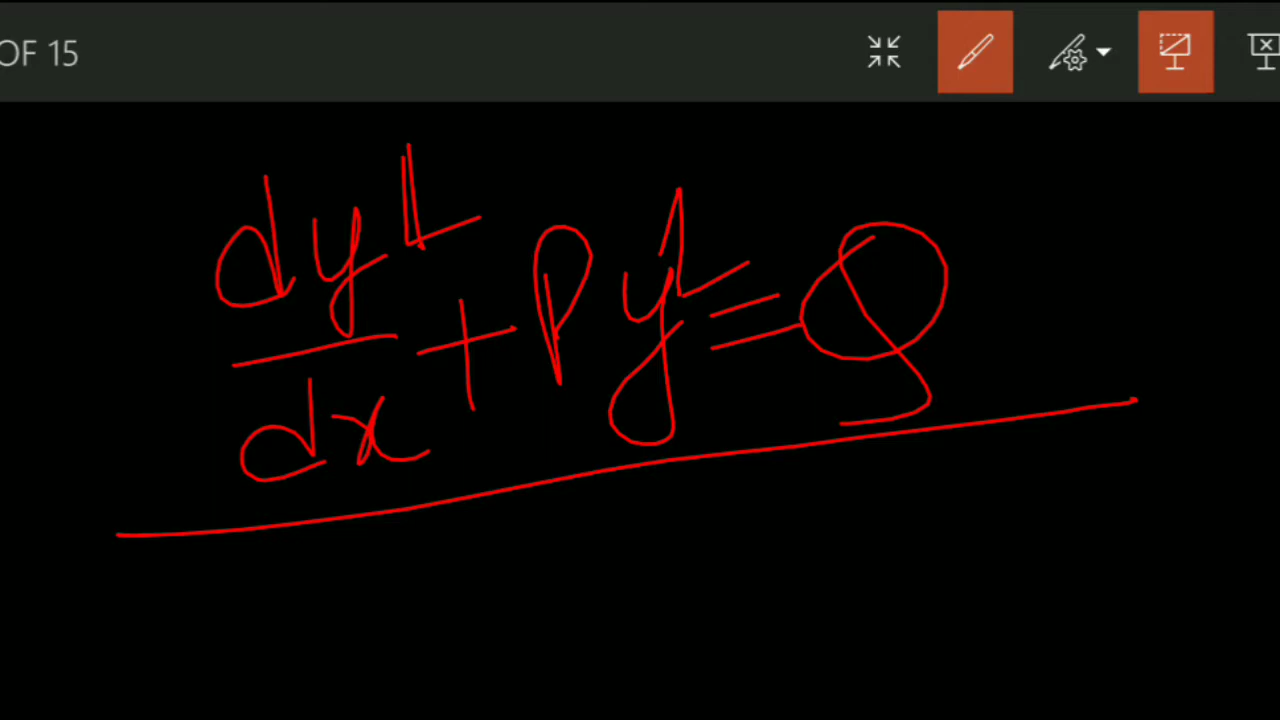 OF 15
dy/dx + Py = Q